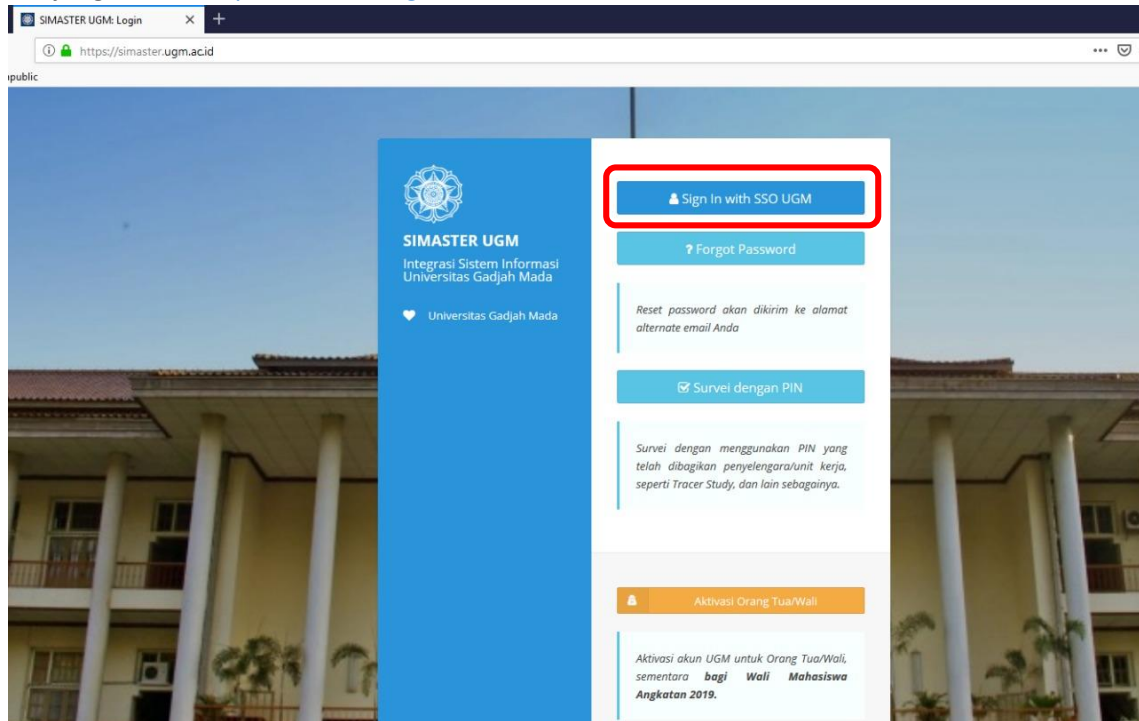 SIMASTER UGM: Login
https://simaster.ugm.ac.id
Sign In with SSO UGM
SIMASTER UGM
Integrasi Sistem Informasi
Universitas Gadjah Mada
Universitas Gadjah Mada
? Forgot Password
Reset password akan dikirim ke alamat
alternate email Anda
Survei dengan PIN
Survei dengan menggunakan PIN yang
telah dibagikan penyelengara/unit kerja,
seperti Tracer Study, dan lain sebagainya.
Aktivasi Orang Tua/Wali
Aktivasi akun UGM untuk Orang Tua/Wali,
sementara bagi Wali Mahasiswa
Angkatan 2019.